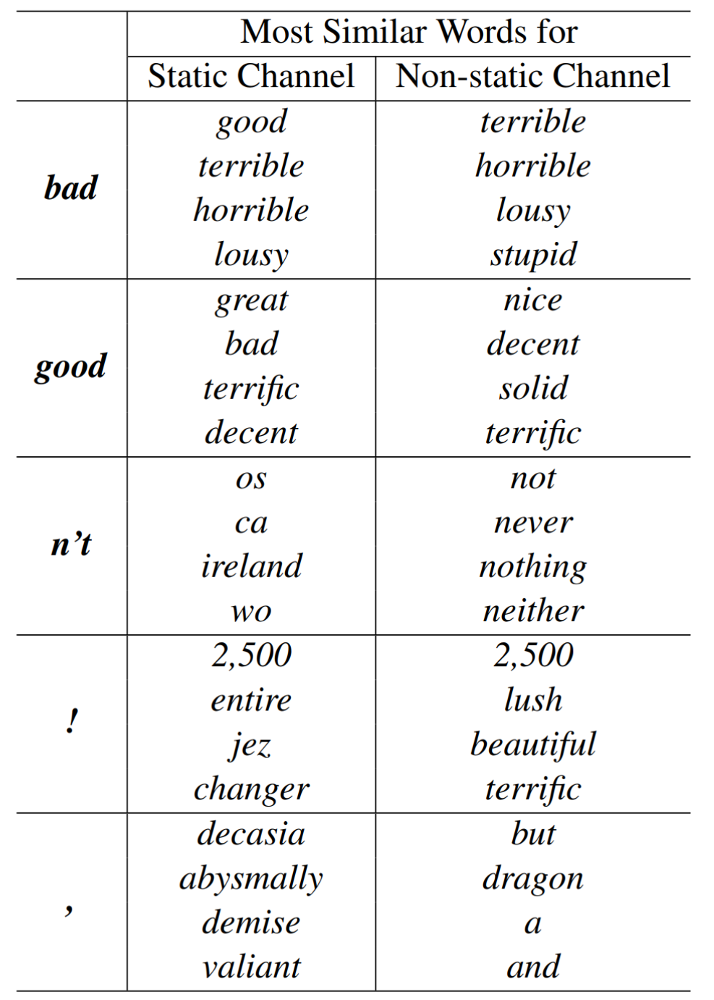 Most Similar Words for
Static Channel Non-static Channel
bad
good terrible
terrible horrible
horrible lousy
lousy stupid
good
great nice
bad decent
terrific solid
decent terrific
n’t
os not
ca never
ireland nothing
wo neither
!
2,500 2,500
entire lush
jez beautiful
changer terrific
,
decasia but
abysmally dragon
demise a
valiant and